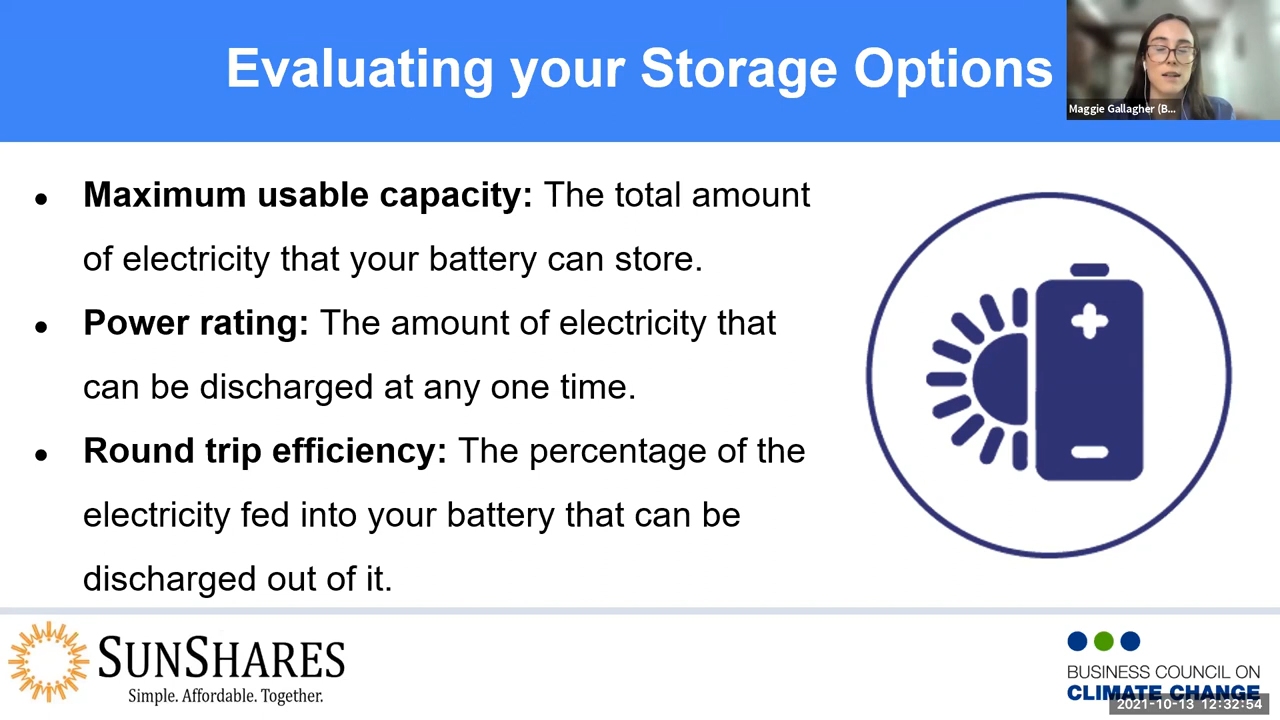 Evaluating your Storage Options
Maggie Gallagher (B...
● Maximum usable capacity: The total amount
of electricity that your battery can store.
● Power rating: The amount of electricity that
can be discharged at any one time.
● Round trip efficiency: The percentage of the
electricity fed into your battery that can be
discharged out of it.
SUNSHARES
Simple. Affordable. Together.
BUSINESS COUNCIL ON
CLIMATE CHANGE
2021-10-13 12:32:54